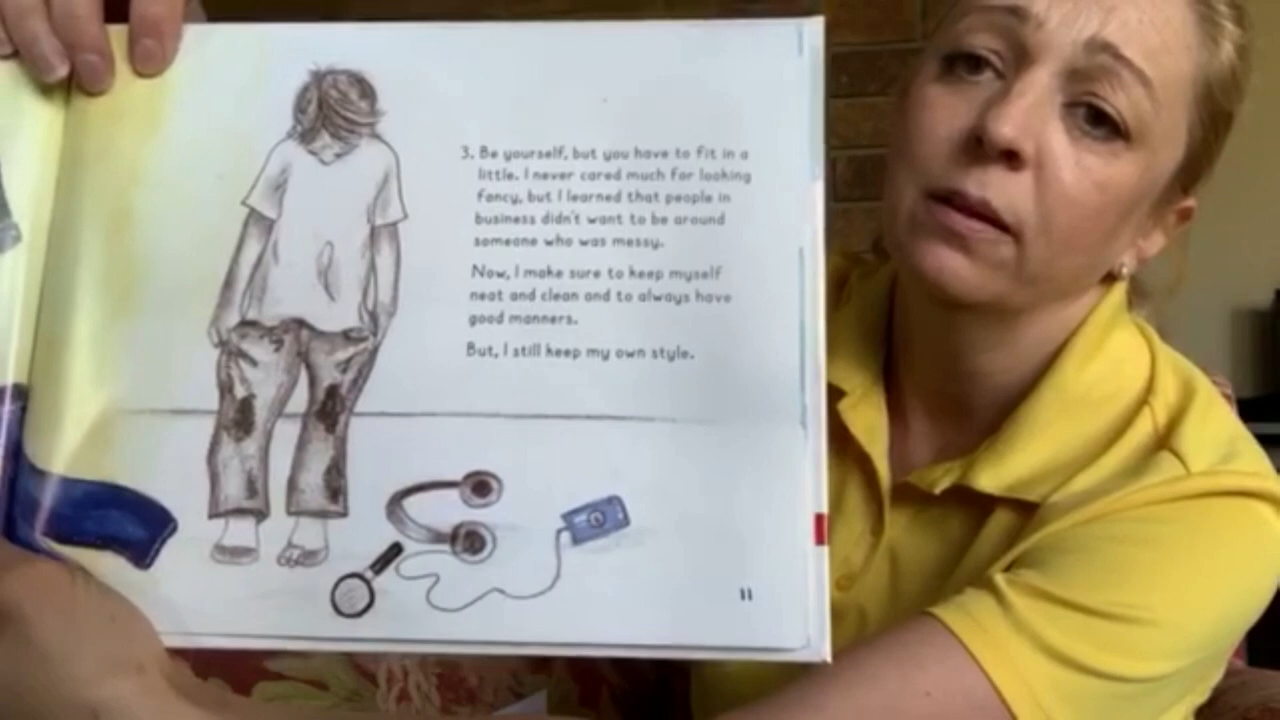 3. Be yourself, but you have to fit in a
little. I never cared much for looking
fancy, but I learned that people in
business didn't want to be around
someone who was messy.
Now, I make sure to keep myself
neat and clean and to always have
good manners.
But, I still keep my own style.
11